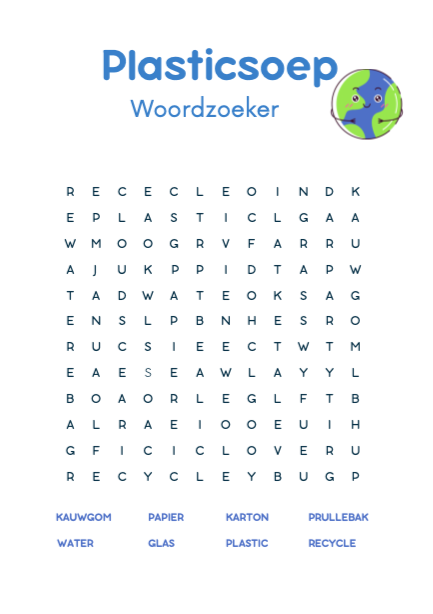 Plasticsoep
Woordzoeker
R E C E C L E O I N D K
E P L A S T I C L G A A
W M O O G R V F A R R U
A J U K P P I D T A P W
T A D W A T E O K S A G
E N S L P B N H E S R O
R U C S I E E C T W T M
E A E S E A W L A Y Y L
B O A O R L E G L F T B
A L R A E I O O E U I H
G F I C I C L O V E R U
R E C Y C L E Y B U G P
KAUWGOM PAPIER KARTON PRULLEBAK
WATER GLAS PLASTIC RECYCLE